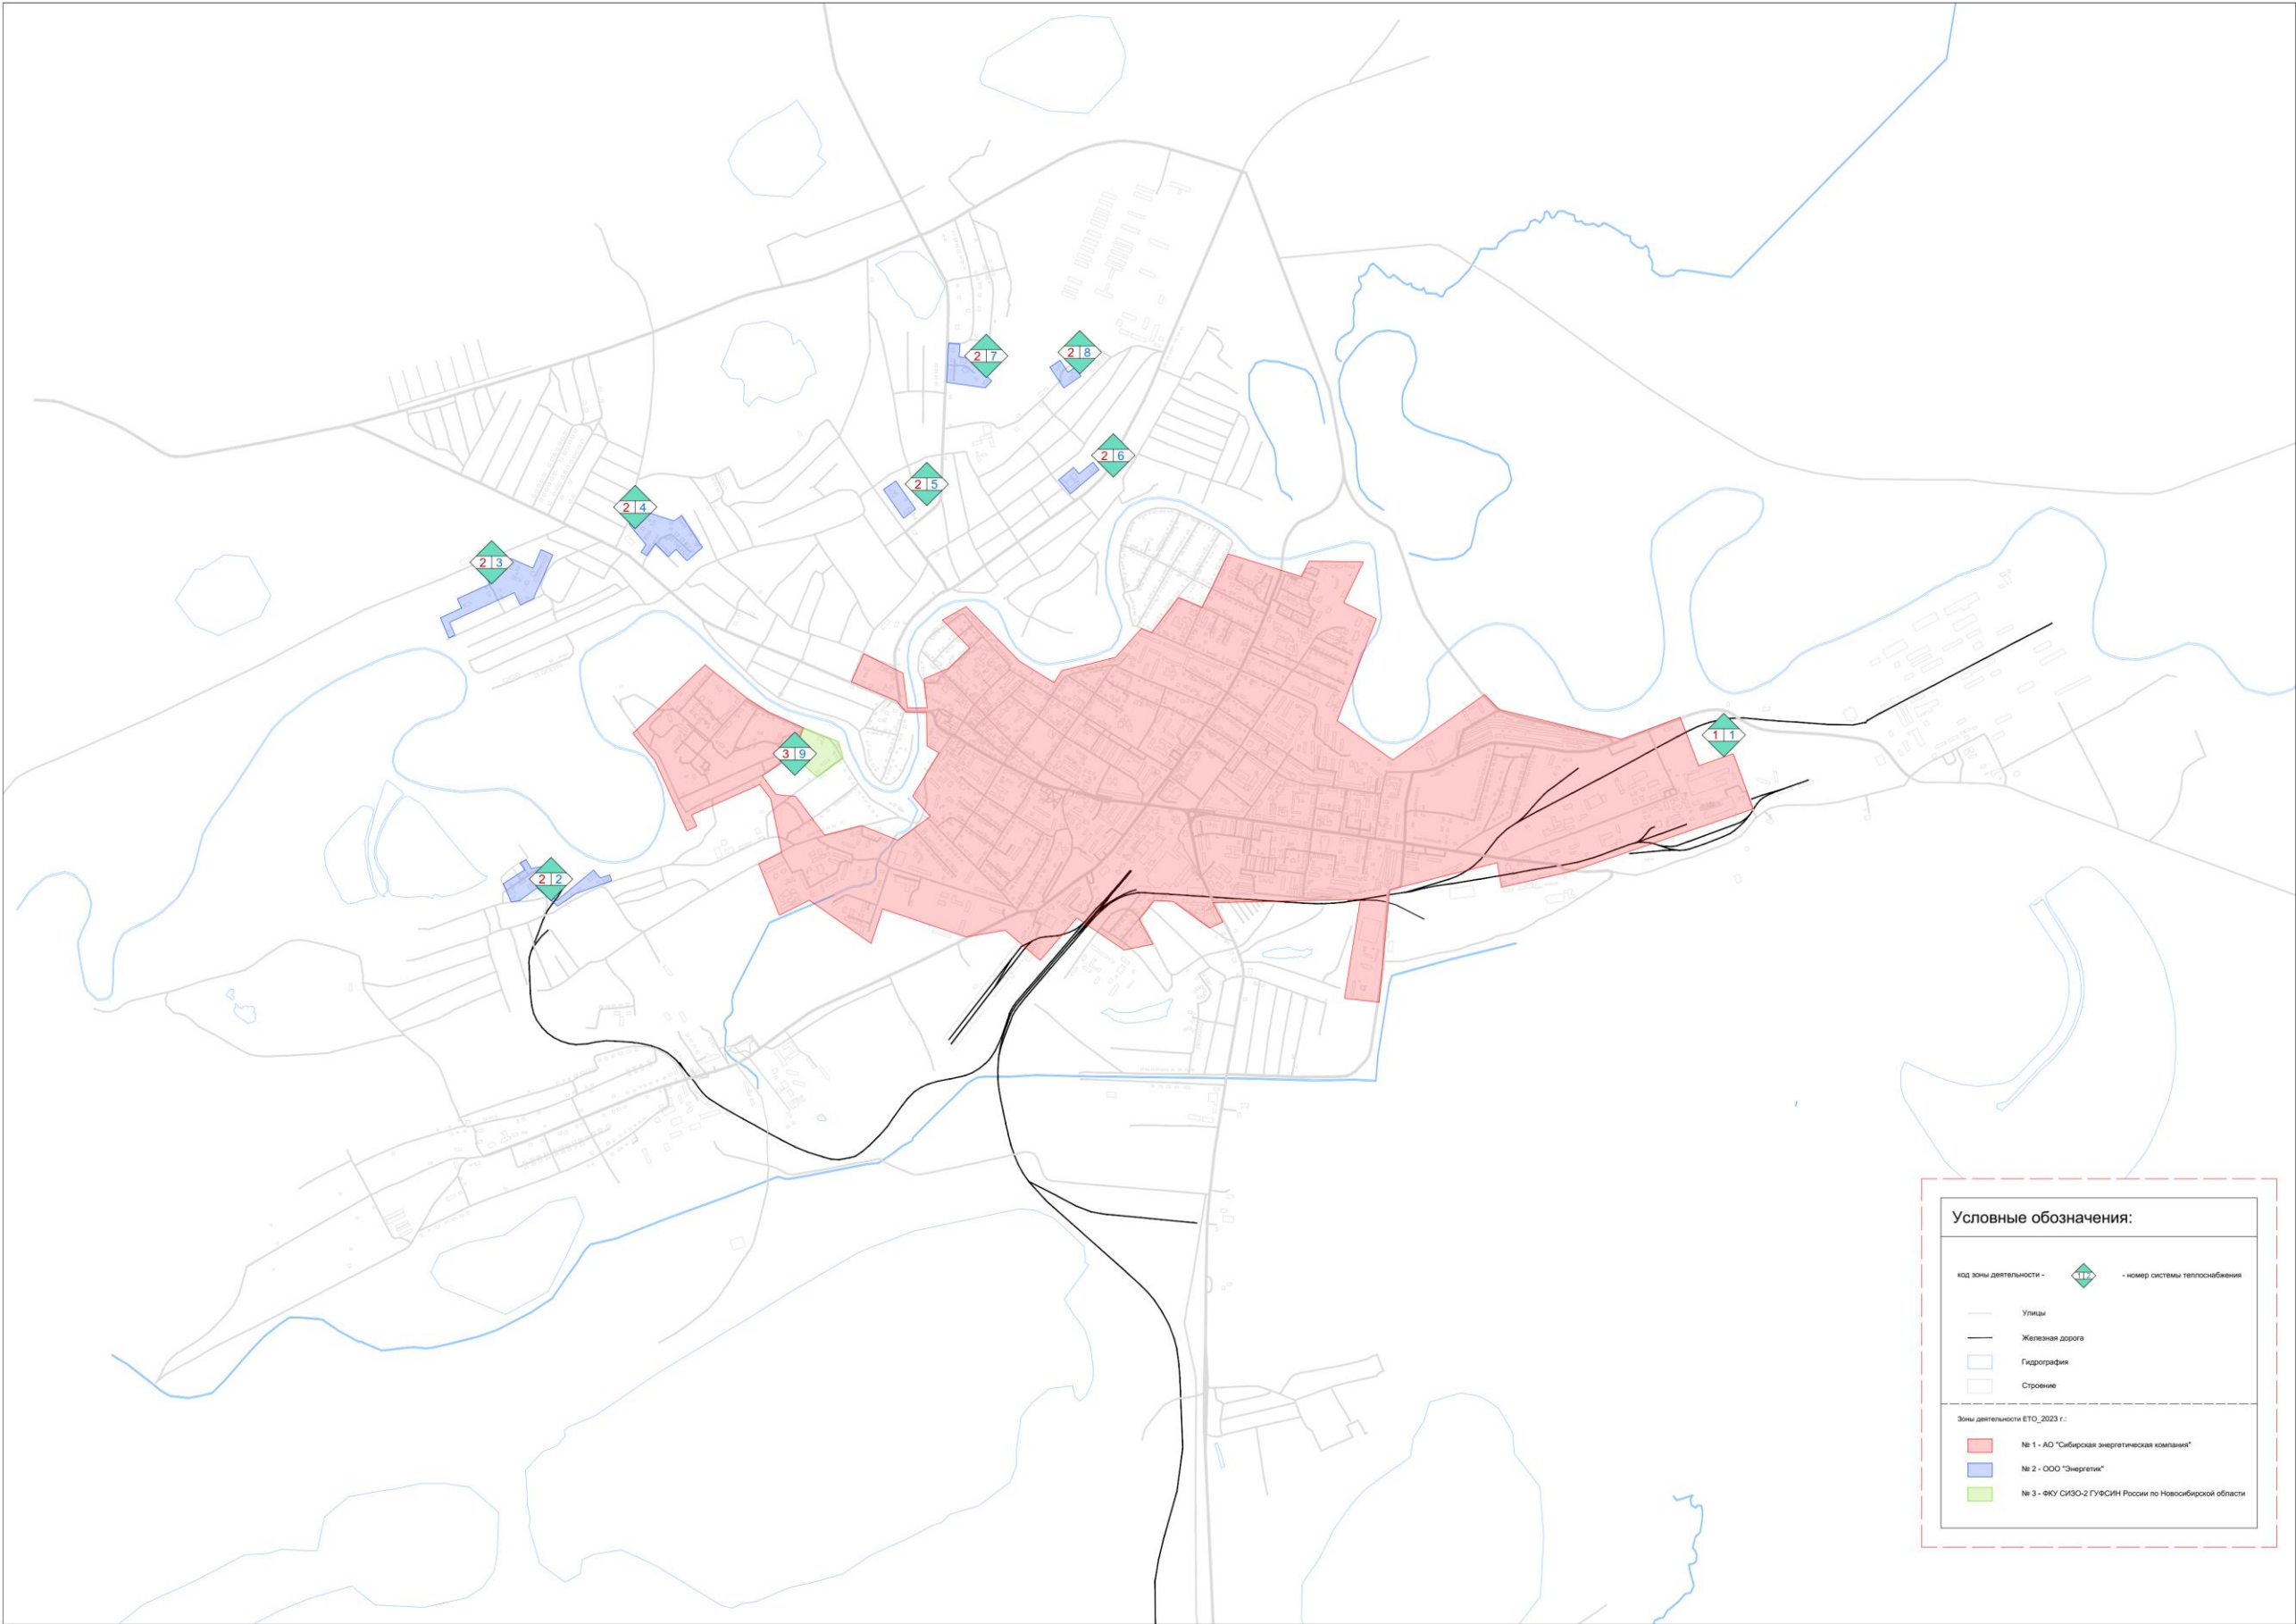 2 7
2 8
2 6
2 5
2 4
2 3
1 1
3 9
2 2
Условные обозначения:
код зоны деятельности - 1 2 - номер системы теплоснабжения
Улицы
Железная дорога
Гидрография
Строение
Зоны деятельности ЕТО_2023 г.:
№ 1 - АО "Сибирская энергетическая компания"
№ 2 - ООО "Энергетик"
№ 3 - ФКУ СИЗО-2 ГУФСИН России по Новосибирской области